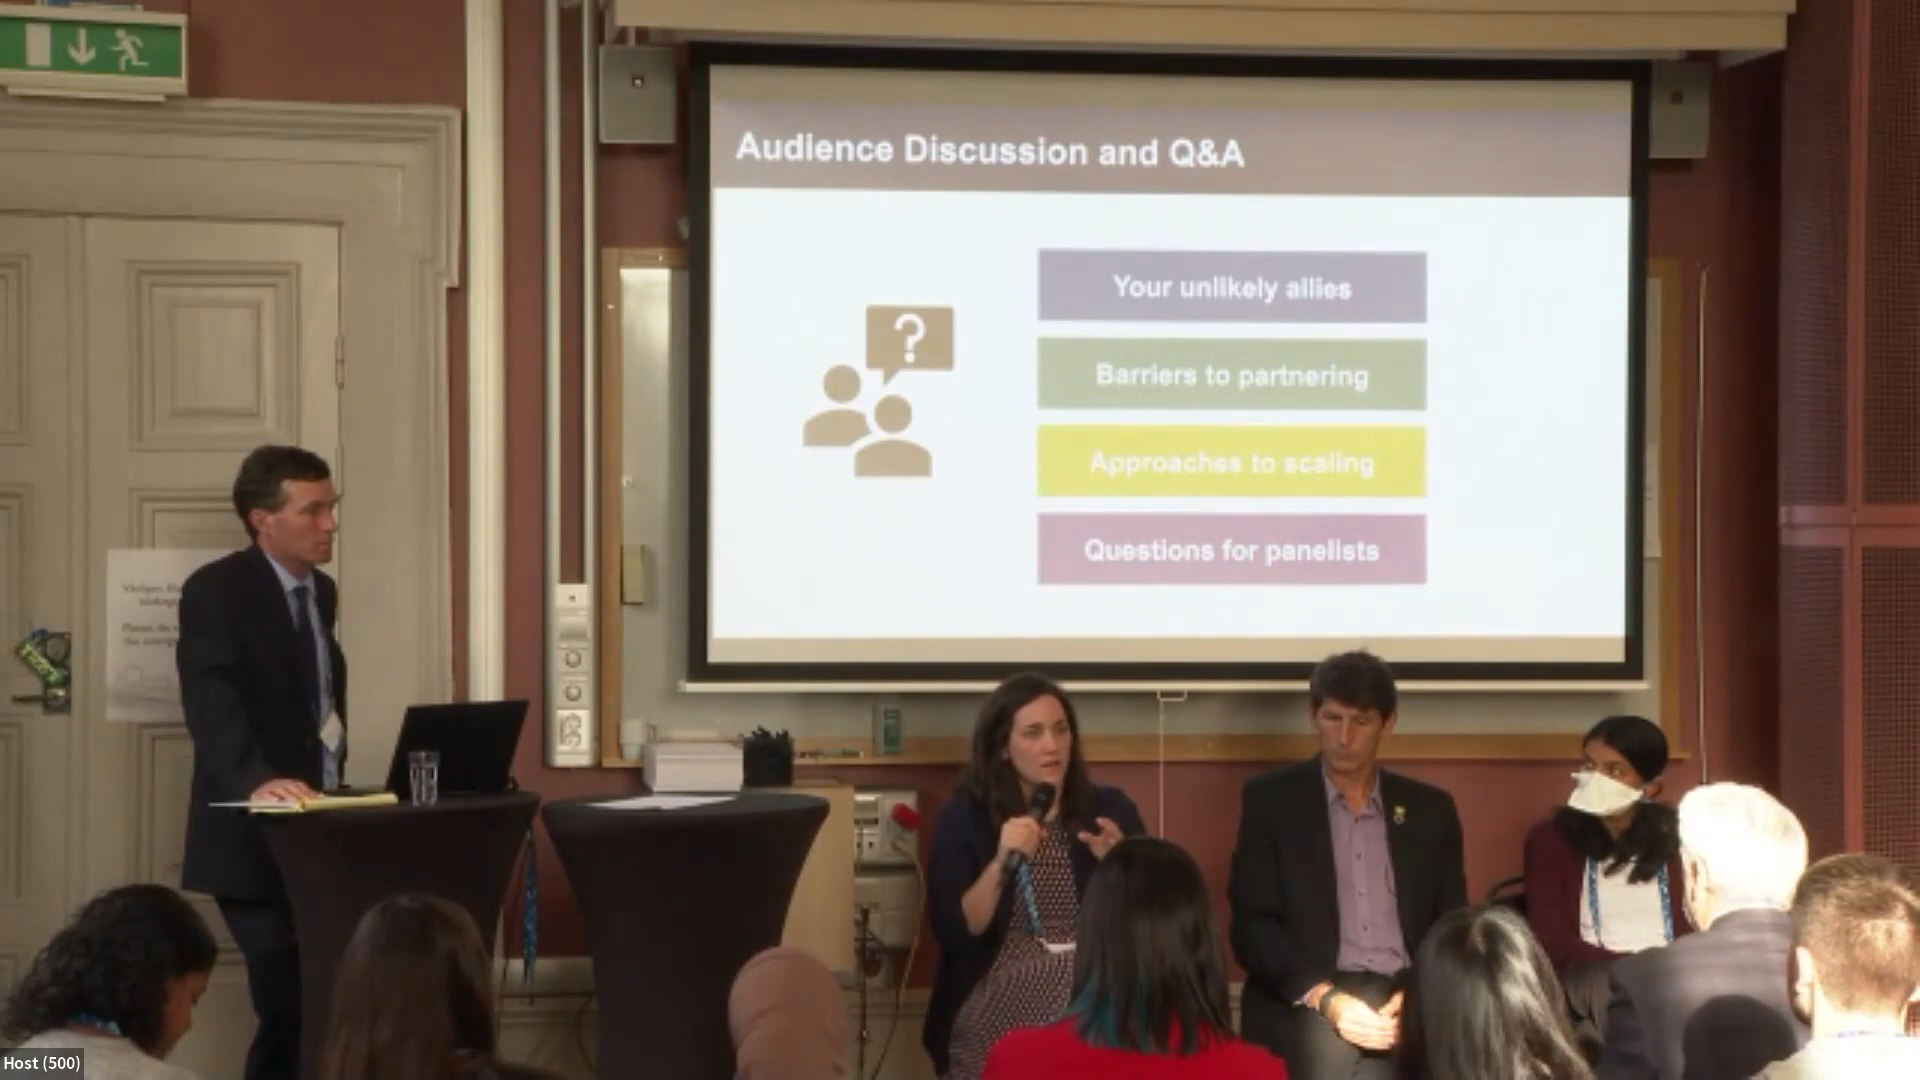 Audience Discussion and Q&A
?
Your unlikely allies
Barriers to partnering
Approaches to scaling
Questions for panelists
Host (500)